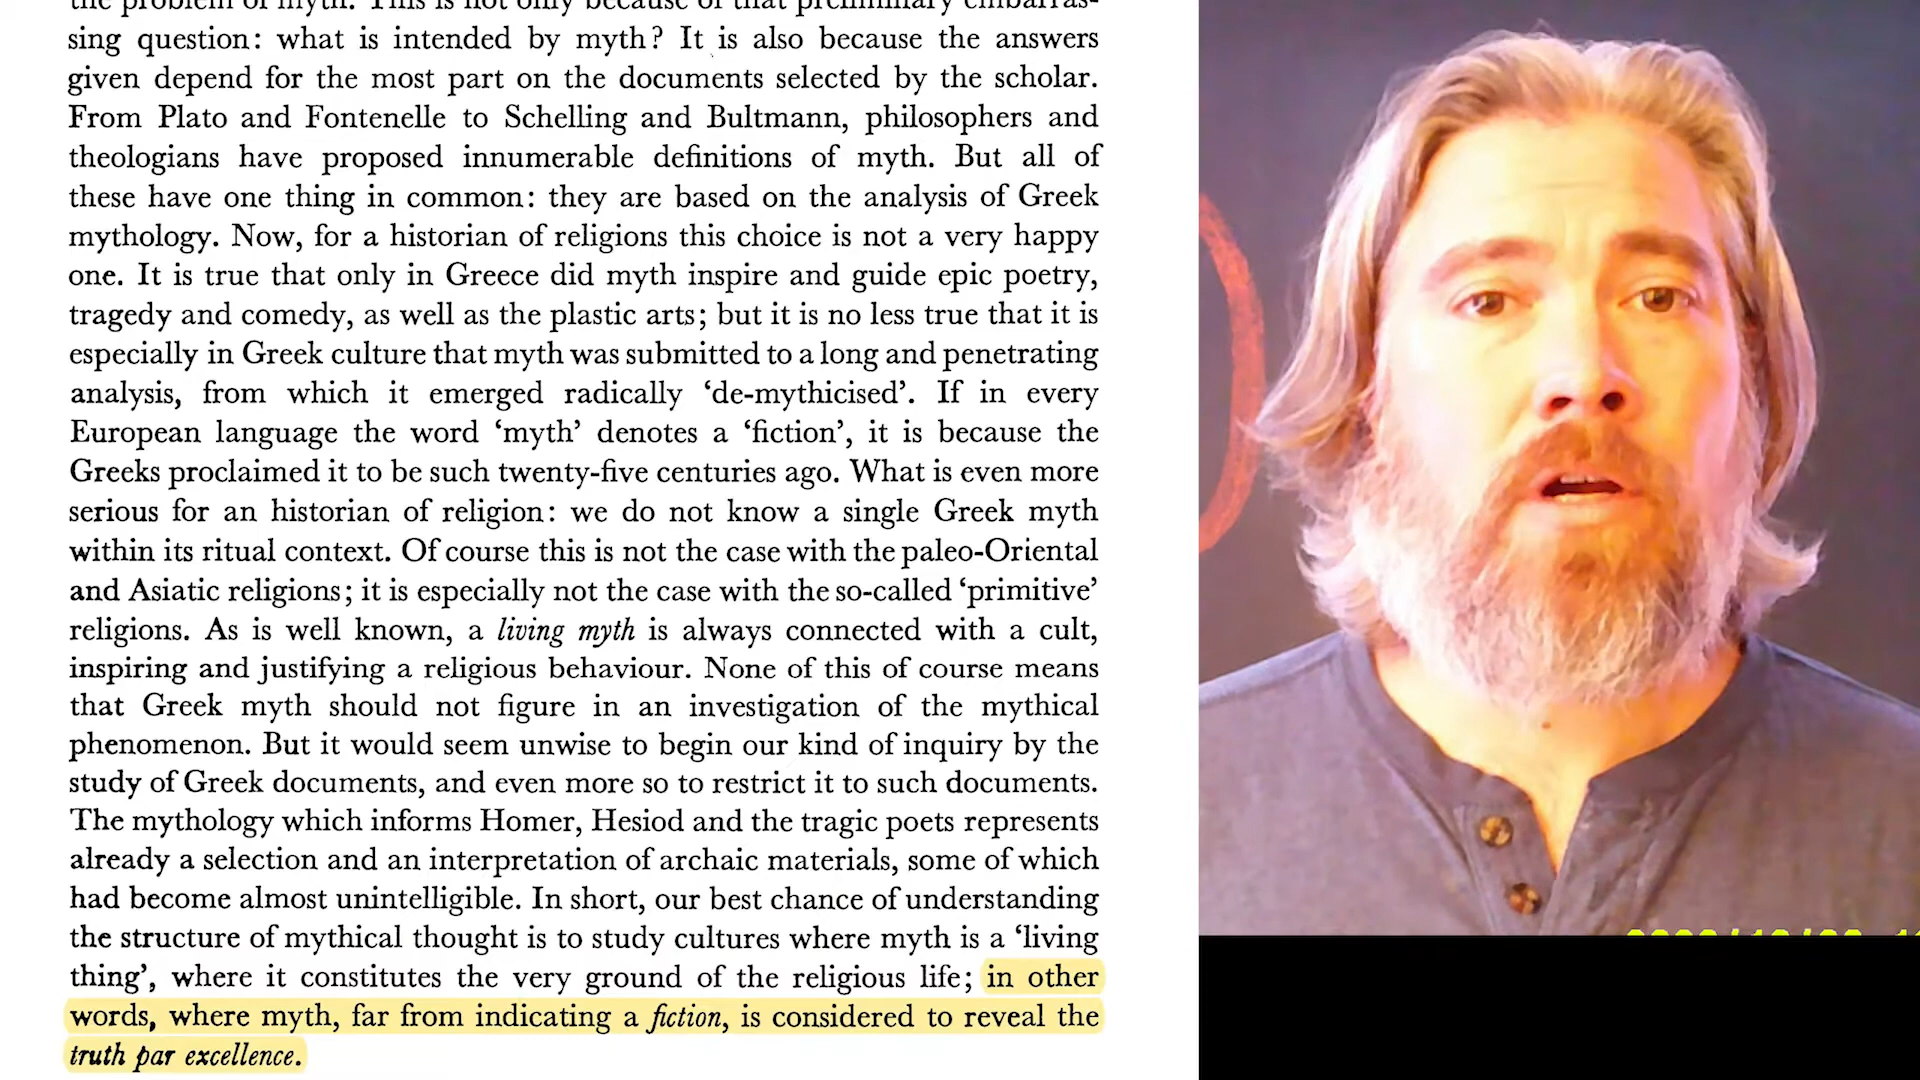 the problem of myth. This is not only because of that preliminary embarras-
sing question: what is intended by myth? It is also because the answers
given depend for the most part on the documents selected by the scholar.
From Plato and Fontenelle to Schelling and Bultmann, philosophers and
theologians have proposed innumerable definitions of myth. But all of
these have one thing in common: they are based on the analysis of Greek
mythology. Now, for a historian of religions this choice is not a very happy
one. It is true that only in Greece did myth inspire and guide epic poetry,
tragedy and comedy, as well as the plastic arts; but it is no less true that it is
especially in Greek culture that myth was submitted to a long and penetrating
analysis, from which it emerged radically ‘de-mythicised’. If in every
European language the word ‘myth’ denotes a ‘fiction’, it is because the
Greeks proclaimed it to be such twenty-five centuries ago. What is even more
serious for an historian of religion: we do not know a single Greek myth
within its ritual context. Of course this is not the case with the paleo-Oriental
and Asiatic religions; it is especially not the case with the so-called ‘primitive’
religions. As is well known, a living myth is always connected with a cult,
inspiring and justifying a religious behaviour. None of this of course means
that Greek myth should not figure in an investigation of the mythical
phenomenon. But it would seem unwise to begin our kind of inquiry by the
study of Greek documents, and even more so to restrict it to such documents.
The mythology which informs Homer, Hesiod and the tragic poets represents
already a selection and an interpretation of archaic materials, some of which
had become almost unintelligible. In short, our best chance of understanding
the structure of mythical thought is to study cultures where myth is a ‘living
thing’, where it constitutes the very ground of the religious life; in other
words, where myth, far from indicating a fiction, is considered to reveal the
truth par excellence.